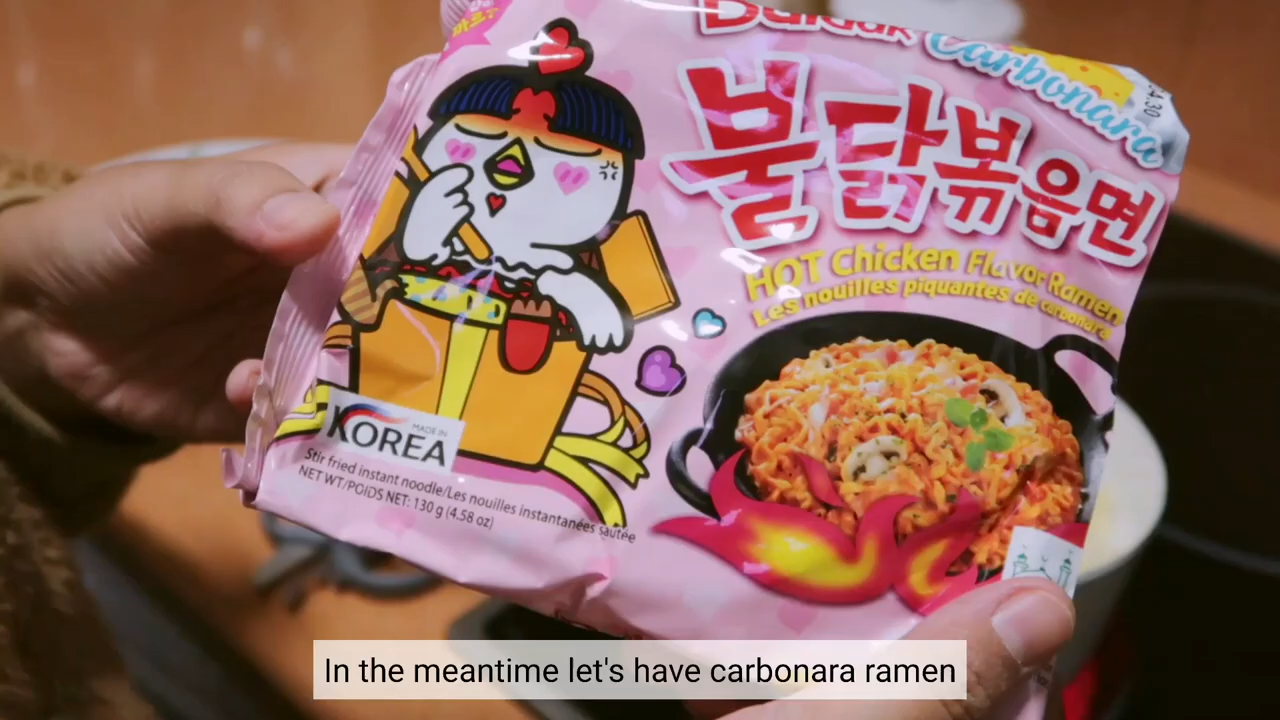 Buldak Carbonara
불닭볶음면
HOT Chicken Flavor Ramen
Les nouilles piquantes de carbonara
MADE IN
KOREA
Stir fried instant noodle/Les nouilles instantanées sautée
NET WT/POIDS NET: 130 g (4.58 oz)
In the meantime let's have carbonara ramen